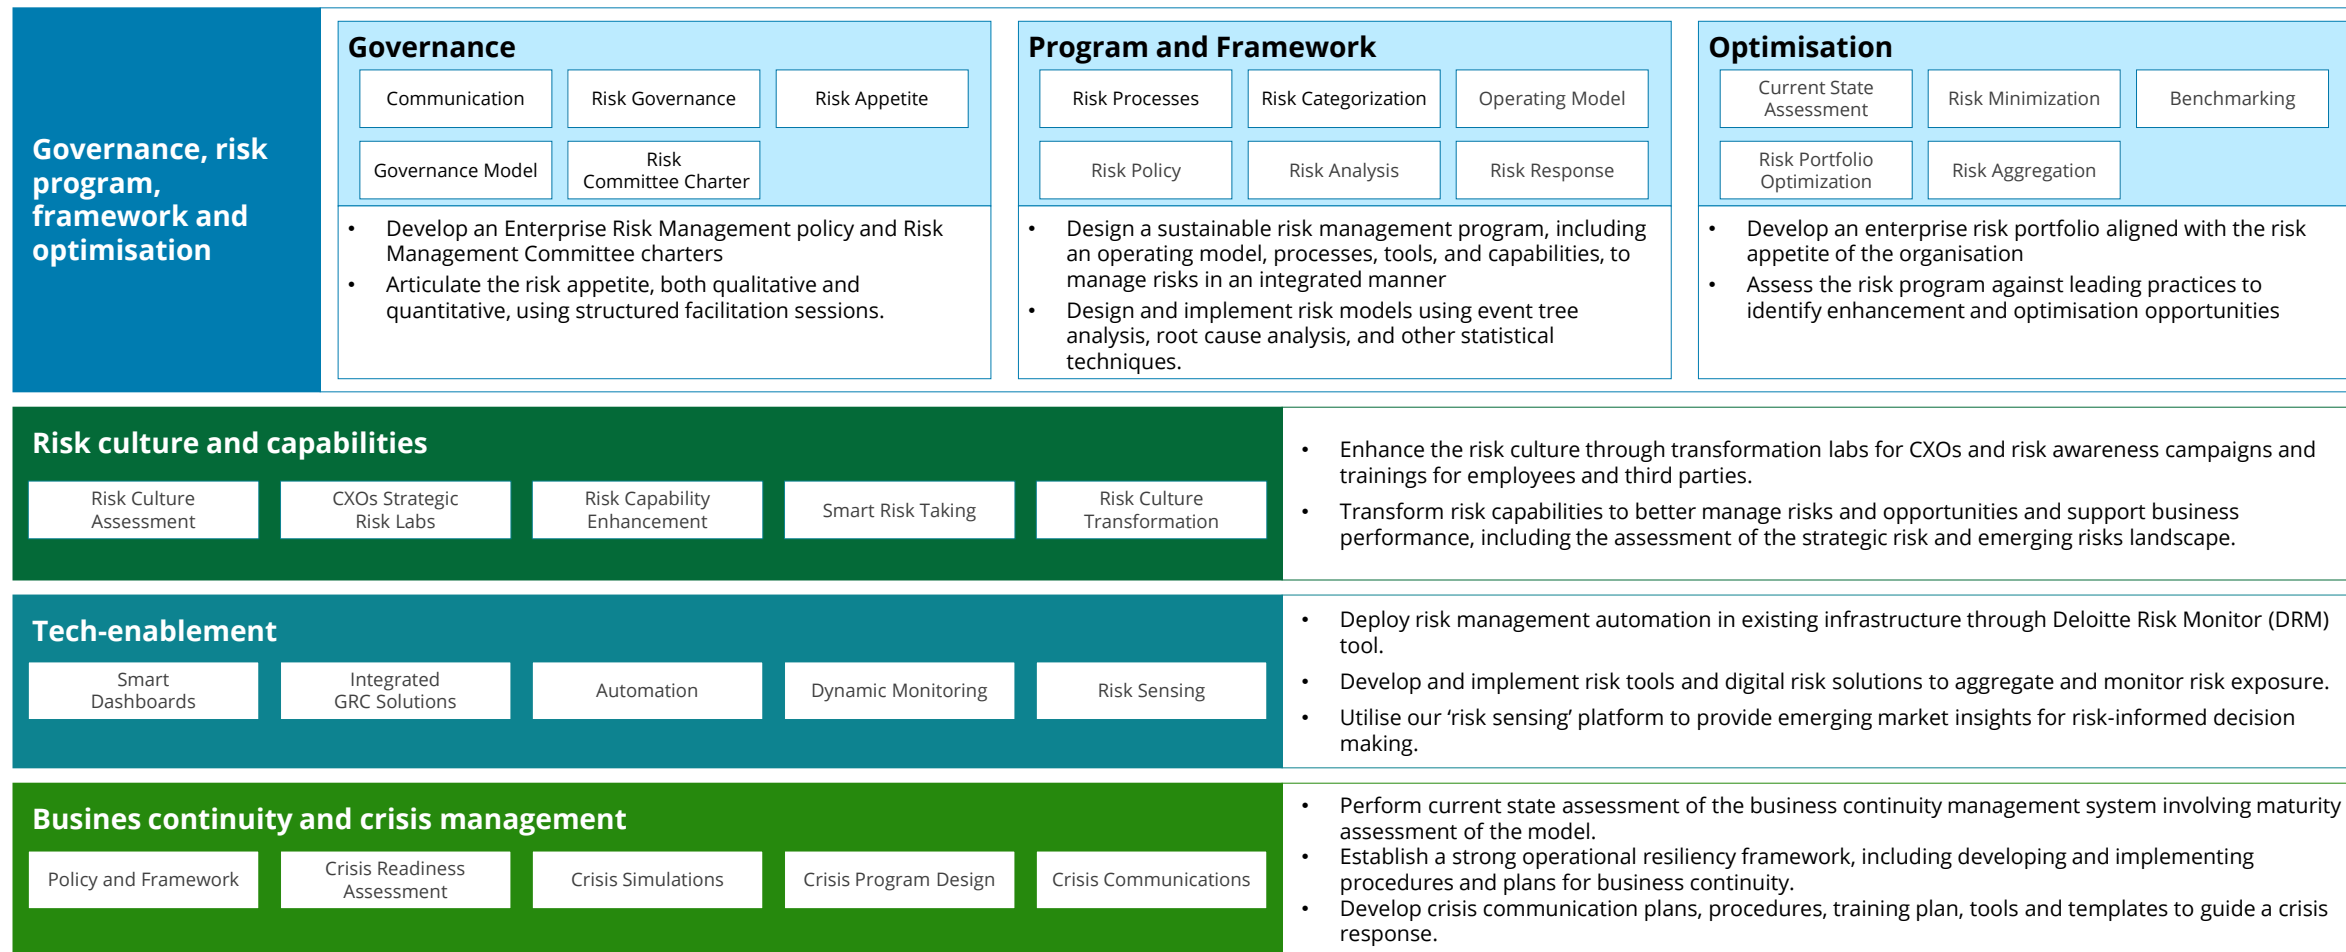 Governance, risk
program,
framework and
optimisation
Governance
Communication
Risk Governance
Risk Appetite
Governance Model
Risk
Committee Charter
• Develop an Enterprise Risk Management policy and Risk
Management Committee charters
• Articulate the risk appetite, both qualitative and
quantitative, using structured facilitation sessions.
Program and Framework
Risk Processes
Risk Categorization
Operating Model
Risk Policy
Risk Analysis
Risk Response
• Design a sustainable risk management program, including
an operating model, processes, tools, and capabilities, to
manage risks in an integrated manner
• Design and implement risk models using event tree
analysis, root cause analysis, and other statistical
techniques.
Optimisation
Current State
Assessment
Risk Minimization
Benchmarking
Risk Portfolio
Optimization
Risk Aggregation
• Develop an enterprise risk portfolio aligned with the risk
appetite of the organisation
• Assess the risk program against leading practices to
identify enhancement and optimisation opportunities
Risk culture and capabilities
Risk Culture
Assessment
CXOs Strategic
Risk Labs
Risk Capability
Enhancement
Smart Risk Taking
Risk Culture
Transformation
• Enhance the risk culture through transformation labs for CXOs and risk awareness campaigns and
trainings for employees and third parties.
• Transform risk capabilities to better manage risks and opportunities and support business
performance, including the assessment of the strategic risk and emerging risks landscape.
Tech-enablement
Smart
Dashboards
Integrated
GRC Solutions
Automation
Dynamic Monitoring
Risk Sensing
• Deploy risk management automation in existing infrastructure through Deloitte Risk Monitor (DRM)
tool.
• Develop and implement risk tools and digital risk solutions to aggregate and monitor risk exposure.
• Utilise our ‘risk sensing’ platform to provide emerging market insights for risk-informed decision
making.
Busines continuity and crisis management
Policy and Framework
Crisis Readiness
Assessment
Crisis Simulations
Crisis Program Design
Crisis Communications
• Perform current state assessment of the business continuity management system involving maturity
assessment of the model.
• Establish a strong operational resiliency framework, including developing and implementing
procedures and plans for business continuity.
• Develop crisis communication plans, procedures, training plan, tools and templates to guide a crisis
response.